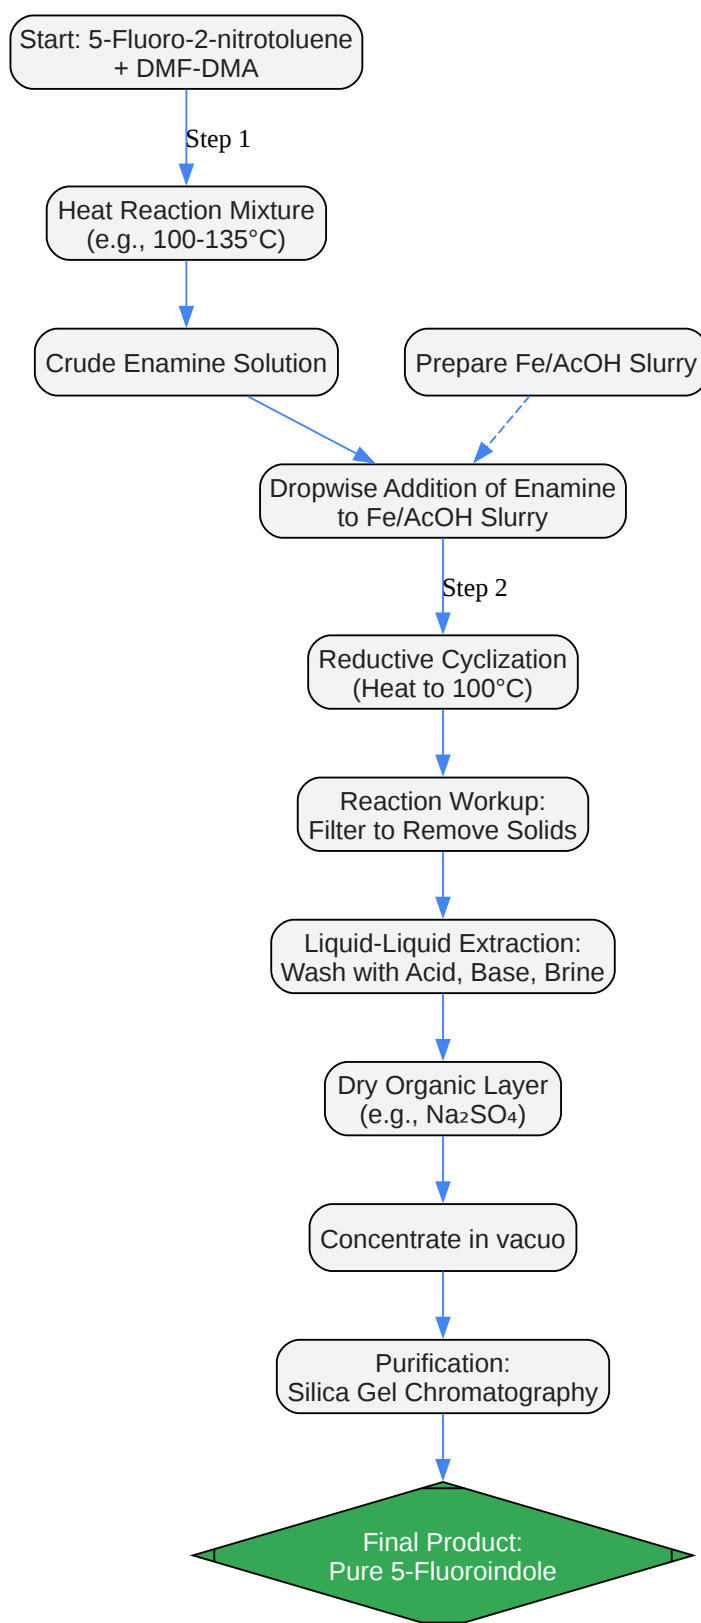 Start: 5-Fluoro-2-nitrotoluene
+ DMF-DMA
Step 1
Heat Reaction Mixture
(e.g., 100-135°C)
Crude Enamine Solution
Prepare Fe/AcOH Slurry
Dropwise Addition of Enamine
to Fe/AcOH Slurry
Step 2
Reductive Cyclization
(Heat to 100°C)
Reaction Workup:
Filter to Remove Solids
Liquid-Liquid Extraction:
Wash with Acid, Base, Brine
Dry Organic Layer
(e.g., Na₂SO₄)
Concentrate in vacuo
Purification:
Silica Gel Chromatography
Final Product:
Pure 5-Fluoroindole